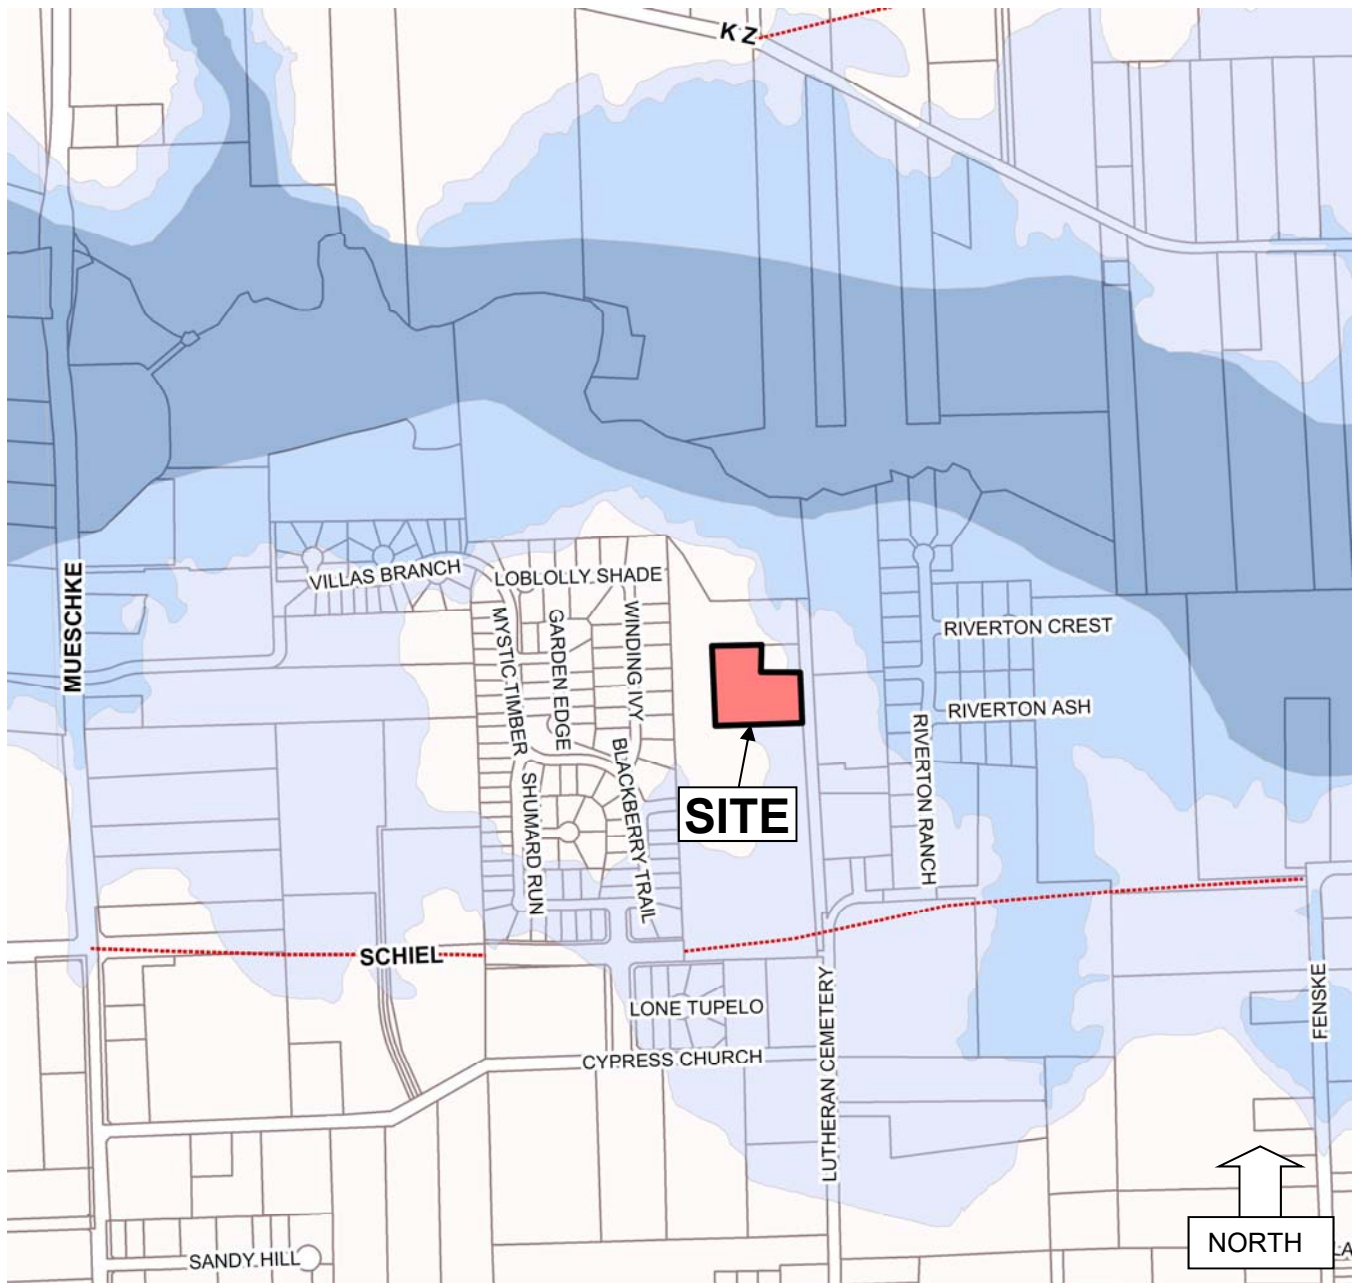 K Z
VILLAS BRANCH
LOBLOLLY SHADE
MUESCHKE
MYSTIC TIMBER
GARDEN EDGE
WINDING IVY
RIVERTON CREST
RIVERTON ASH
RIVERTON RANCH
BLACKBERRY TRAIL
SHUMARD RUN
SITE
SCHIEL
LONE TUPELO
CYPRESS CHURCH
LUTHERAN CEMETERY
FENSKE
NORTH
SANDY HILL
LA